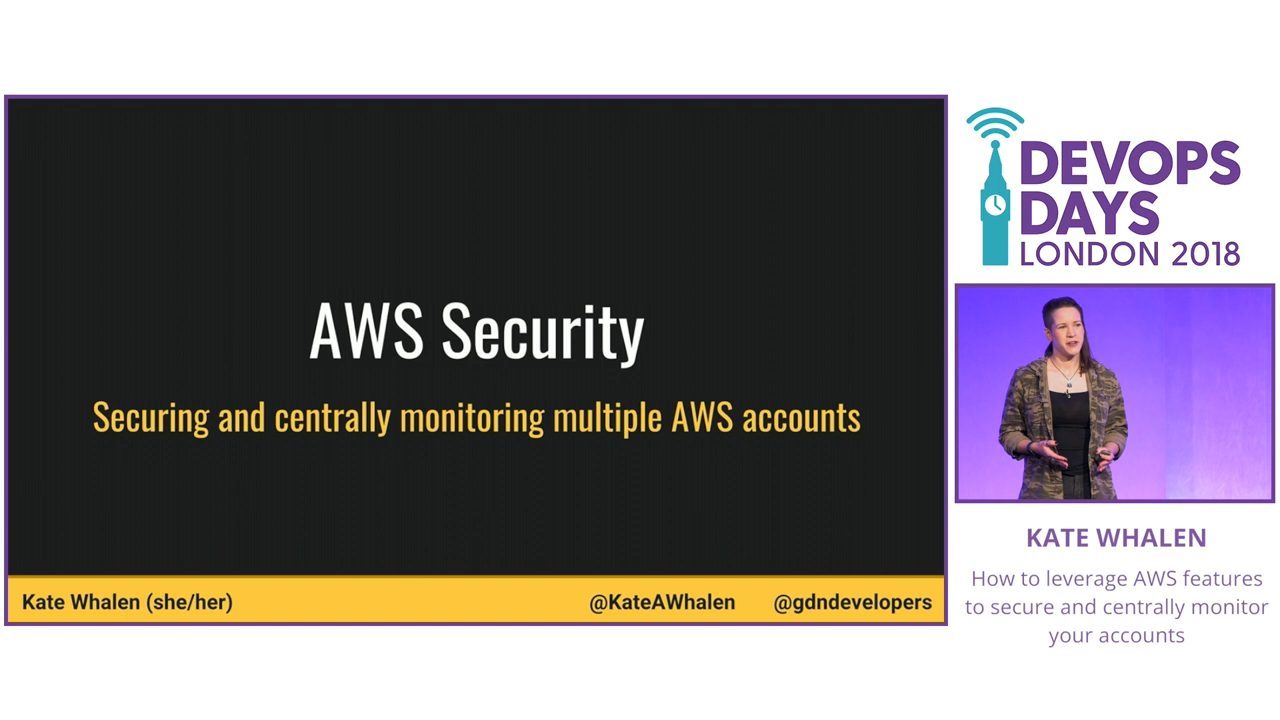 AWS Security
Securing and centrally monitoring multiple AWS accounts
Kate Whalen (she/her)
@KateAWhalen
@gdndevelopers
DEVOPS
DAYS
LONDON 2018
KATE WHALEN
How to leverage AWS features
to secure and centrally monitor
your accounts